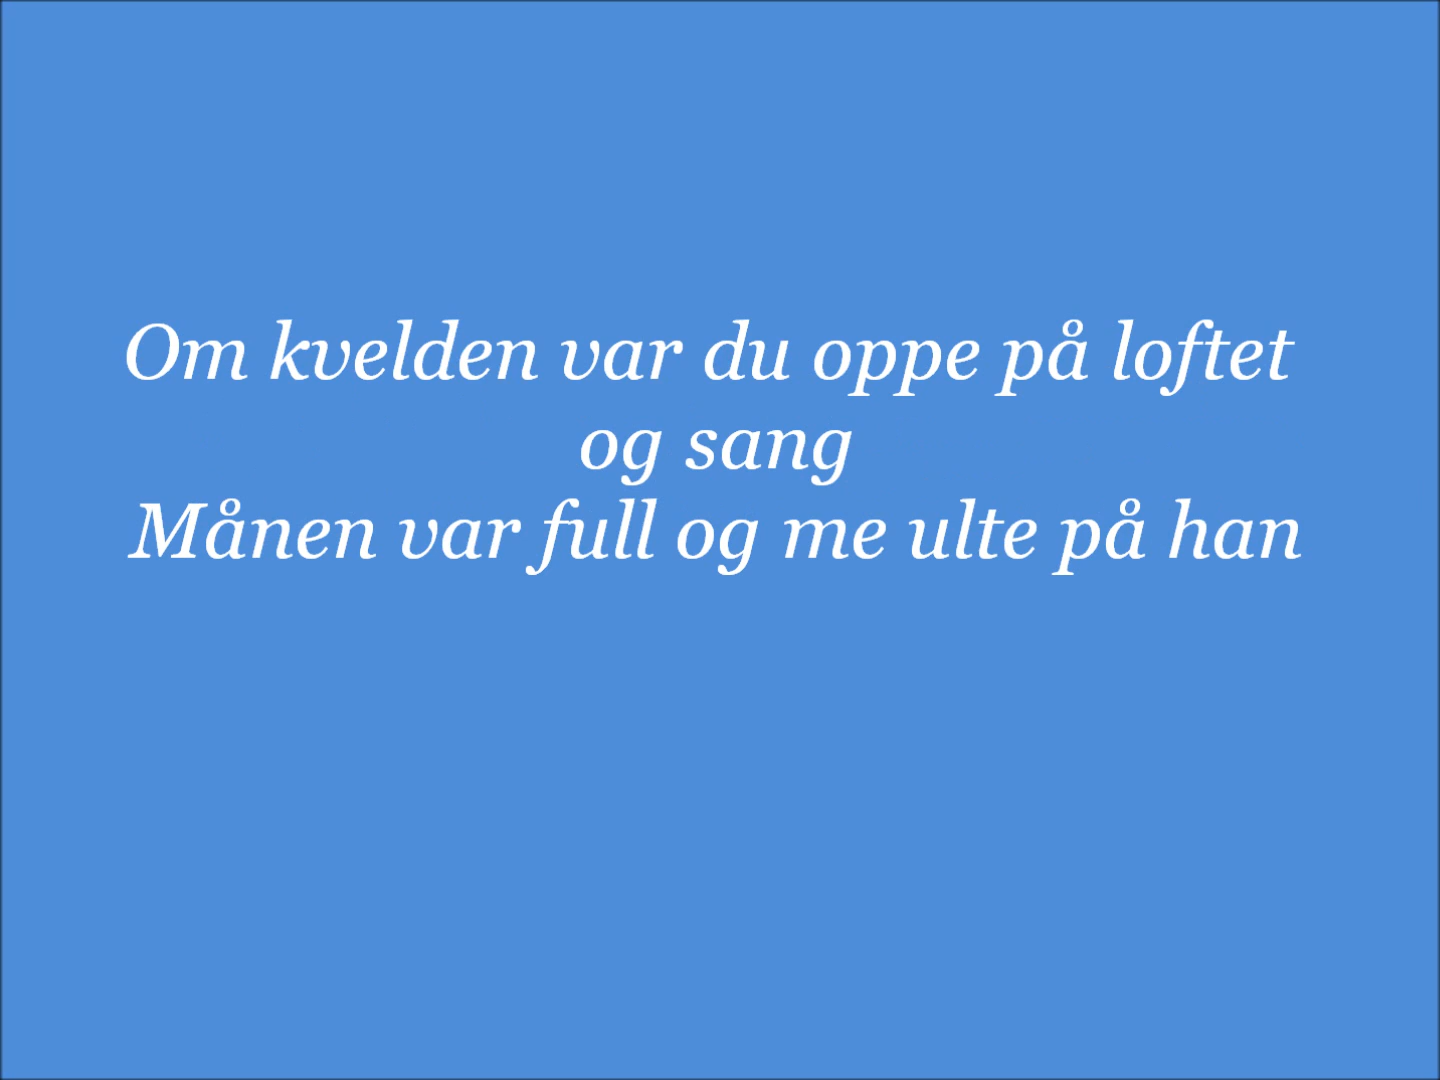 Om kvelden var du oppe på loftet
og sang
Månen var full og me ulte på han